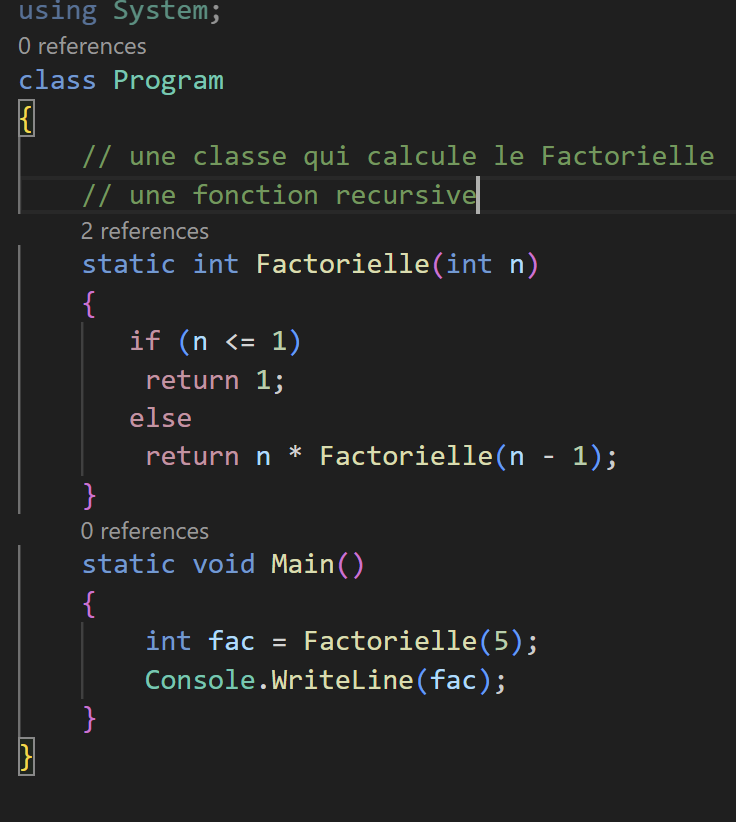 using System;
0 references
class Program
{
// une classe qui calcule le Factorielle
// une fonction recursive
2 references
static int Factorielle(int n)
{
if (n <= 1)
return 1;
else
return n * Factorielle(n - 1);
}
0 references
static void Main()
{
int fac = Factorielle(5);
Console.WriteLine(fac);
}
}